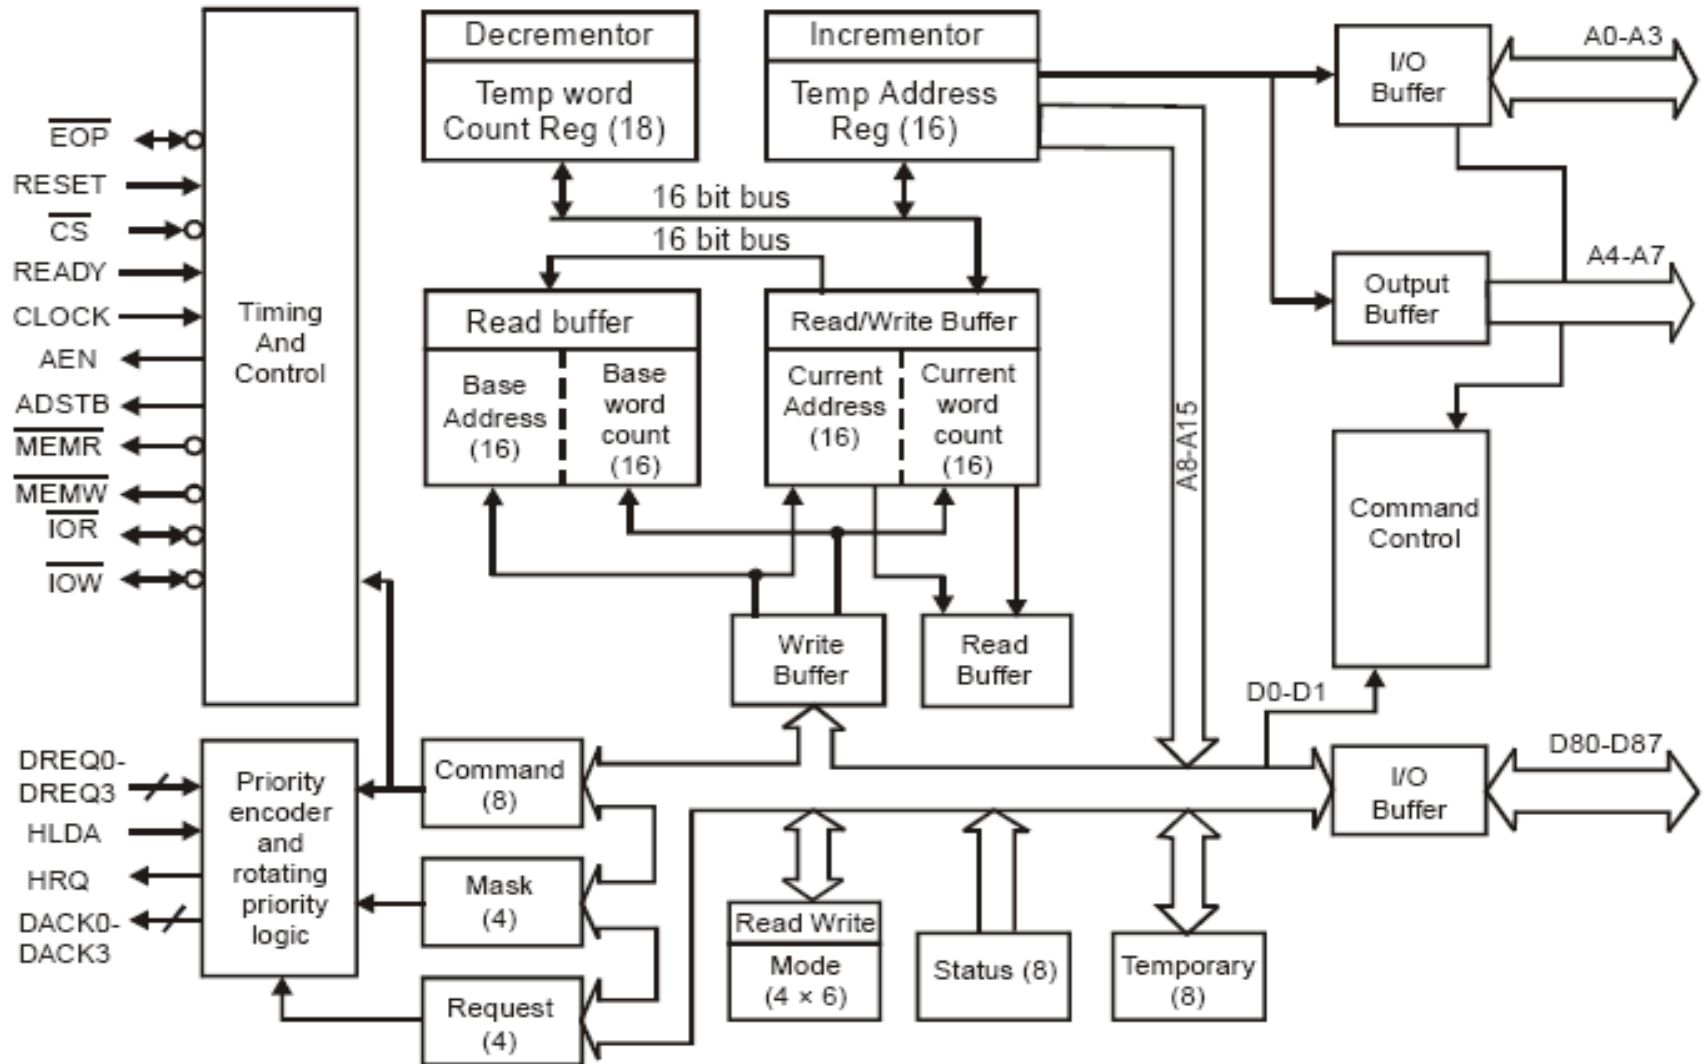 Decrementor
Temp word
Count Reg (18)
Incrementor
Temp Address
Reg (16)
I/O
Buffer
A0-A3
EOP
RESET
CS
READY
CLOCK
AEN
ADSTB
MEMR
MEMW
IOR
IOW
Timing
And
Control
16 bit bus
16 bit bus
Read buffer
Base
Address
(16)
Base
word
count
(16)
Read/Write Buffer
Current
Address
(16)
Current
word
count
(16)
A8-A15
Output
Buffer
A4-A7
Command
Control
Write
Buffer
Read
Buffer
D0-D1
DREQ0-
DREQ3
HLDA
HRQ
DACK0-
DACK3
Priority
encoder
and
rotating
priority
logic
Command
(8)
Mask
(4)
Request
(4)
Read Write
Mode
(4 × 6)
Status (8)
Temporary
(8)
I/O
Buffer
D80-D87